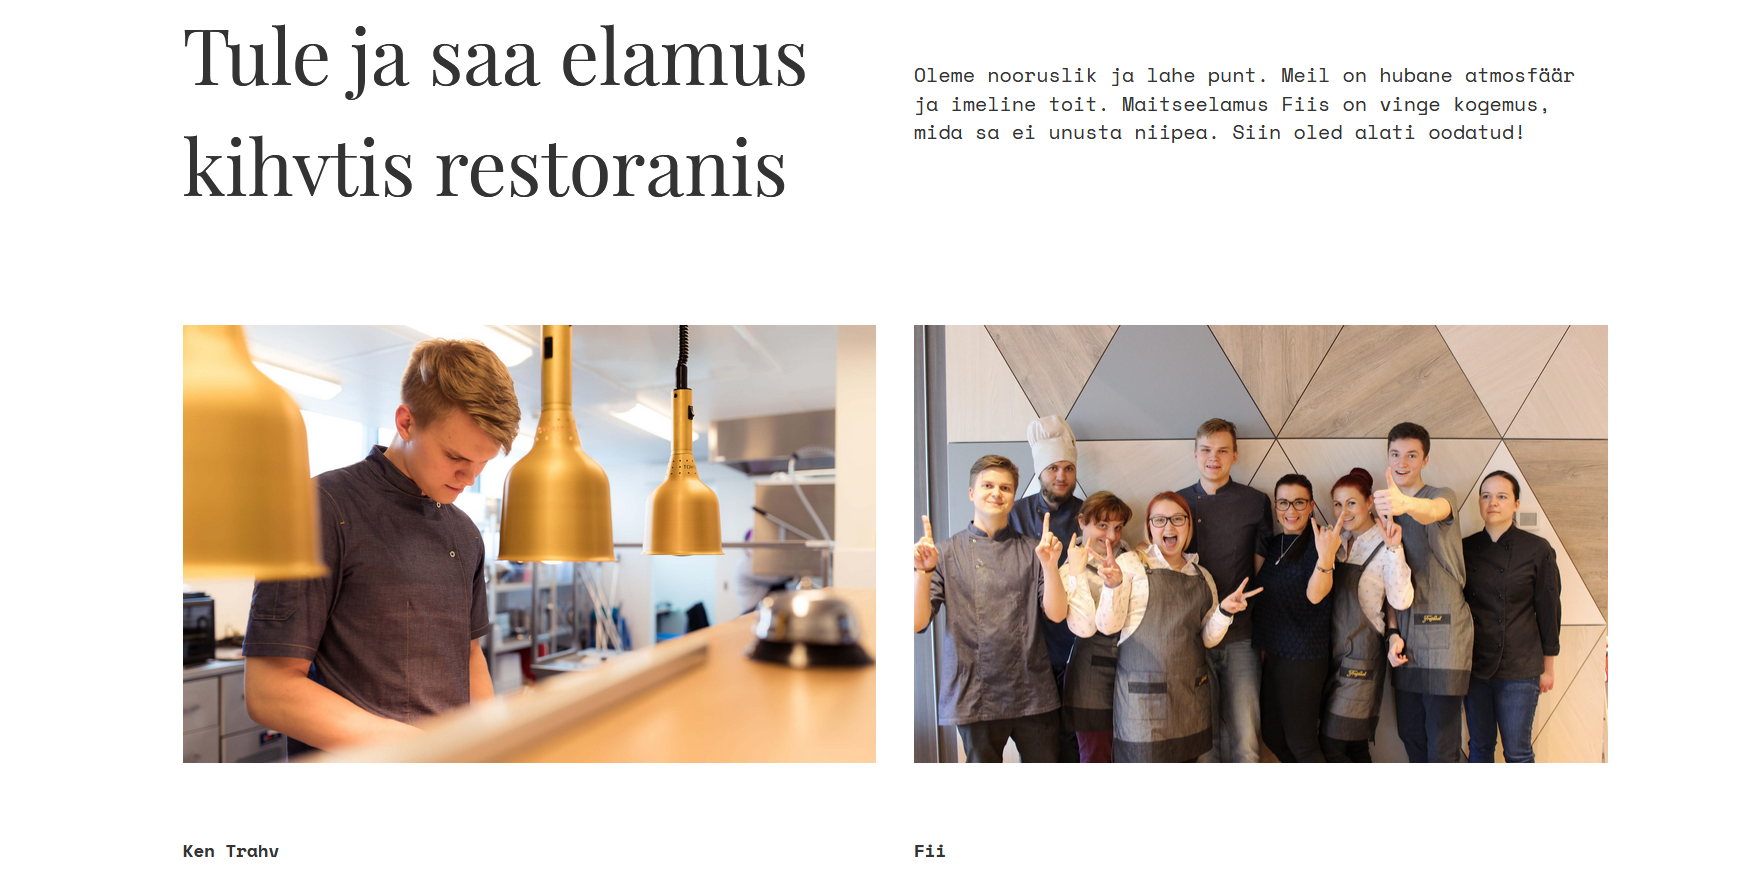 Tule ja saa elamus
kihvtis restoranis
Oleme nooruslik ja lahe punt. Meil on hubane atmosfäär
ja imeline toit. Maitseelamus Fiis on vinge kogemus,
mida sa ei unusta niipea. Siin oled alati oodatud!
Ken Trahv
Fii